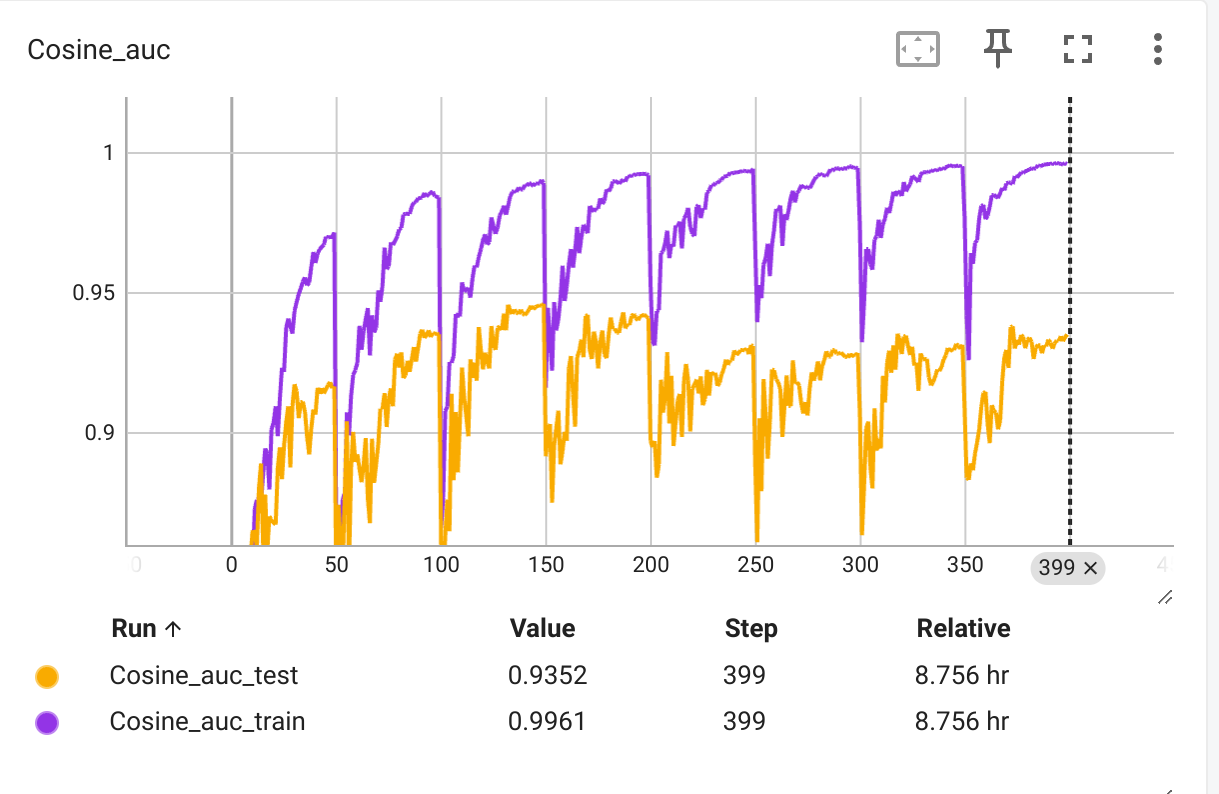 Cosine_auc
1
0.95
0.9
0 0 50 100 150 200 250 300 350 399 ✕ 4
Run ↑ Value Step Relative
Cosine_auc_test 0.9352 399 8.756 hr
Cosine_auc_train 0.9961 399 8.756 hr